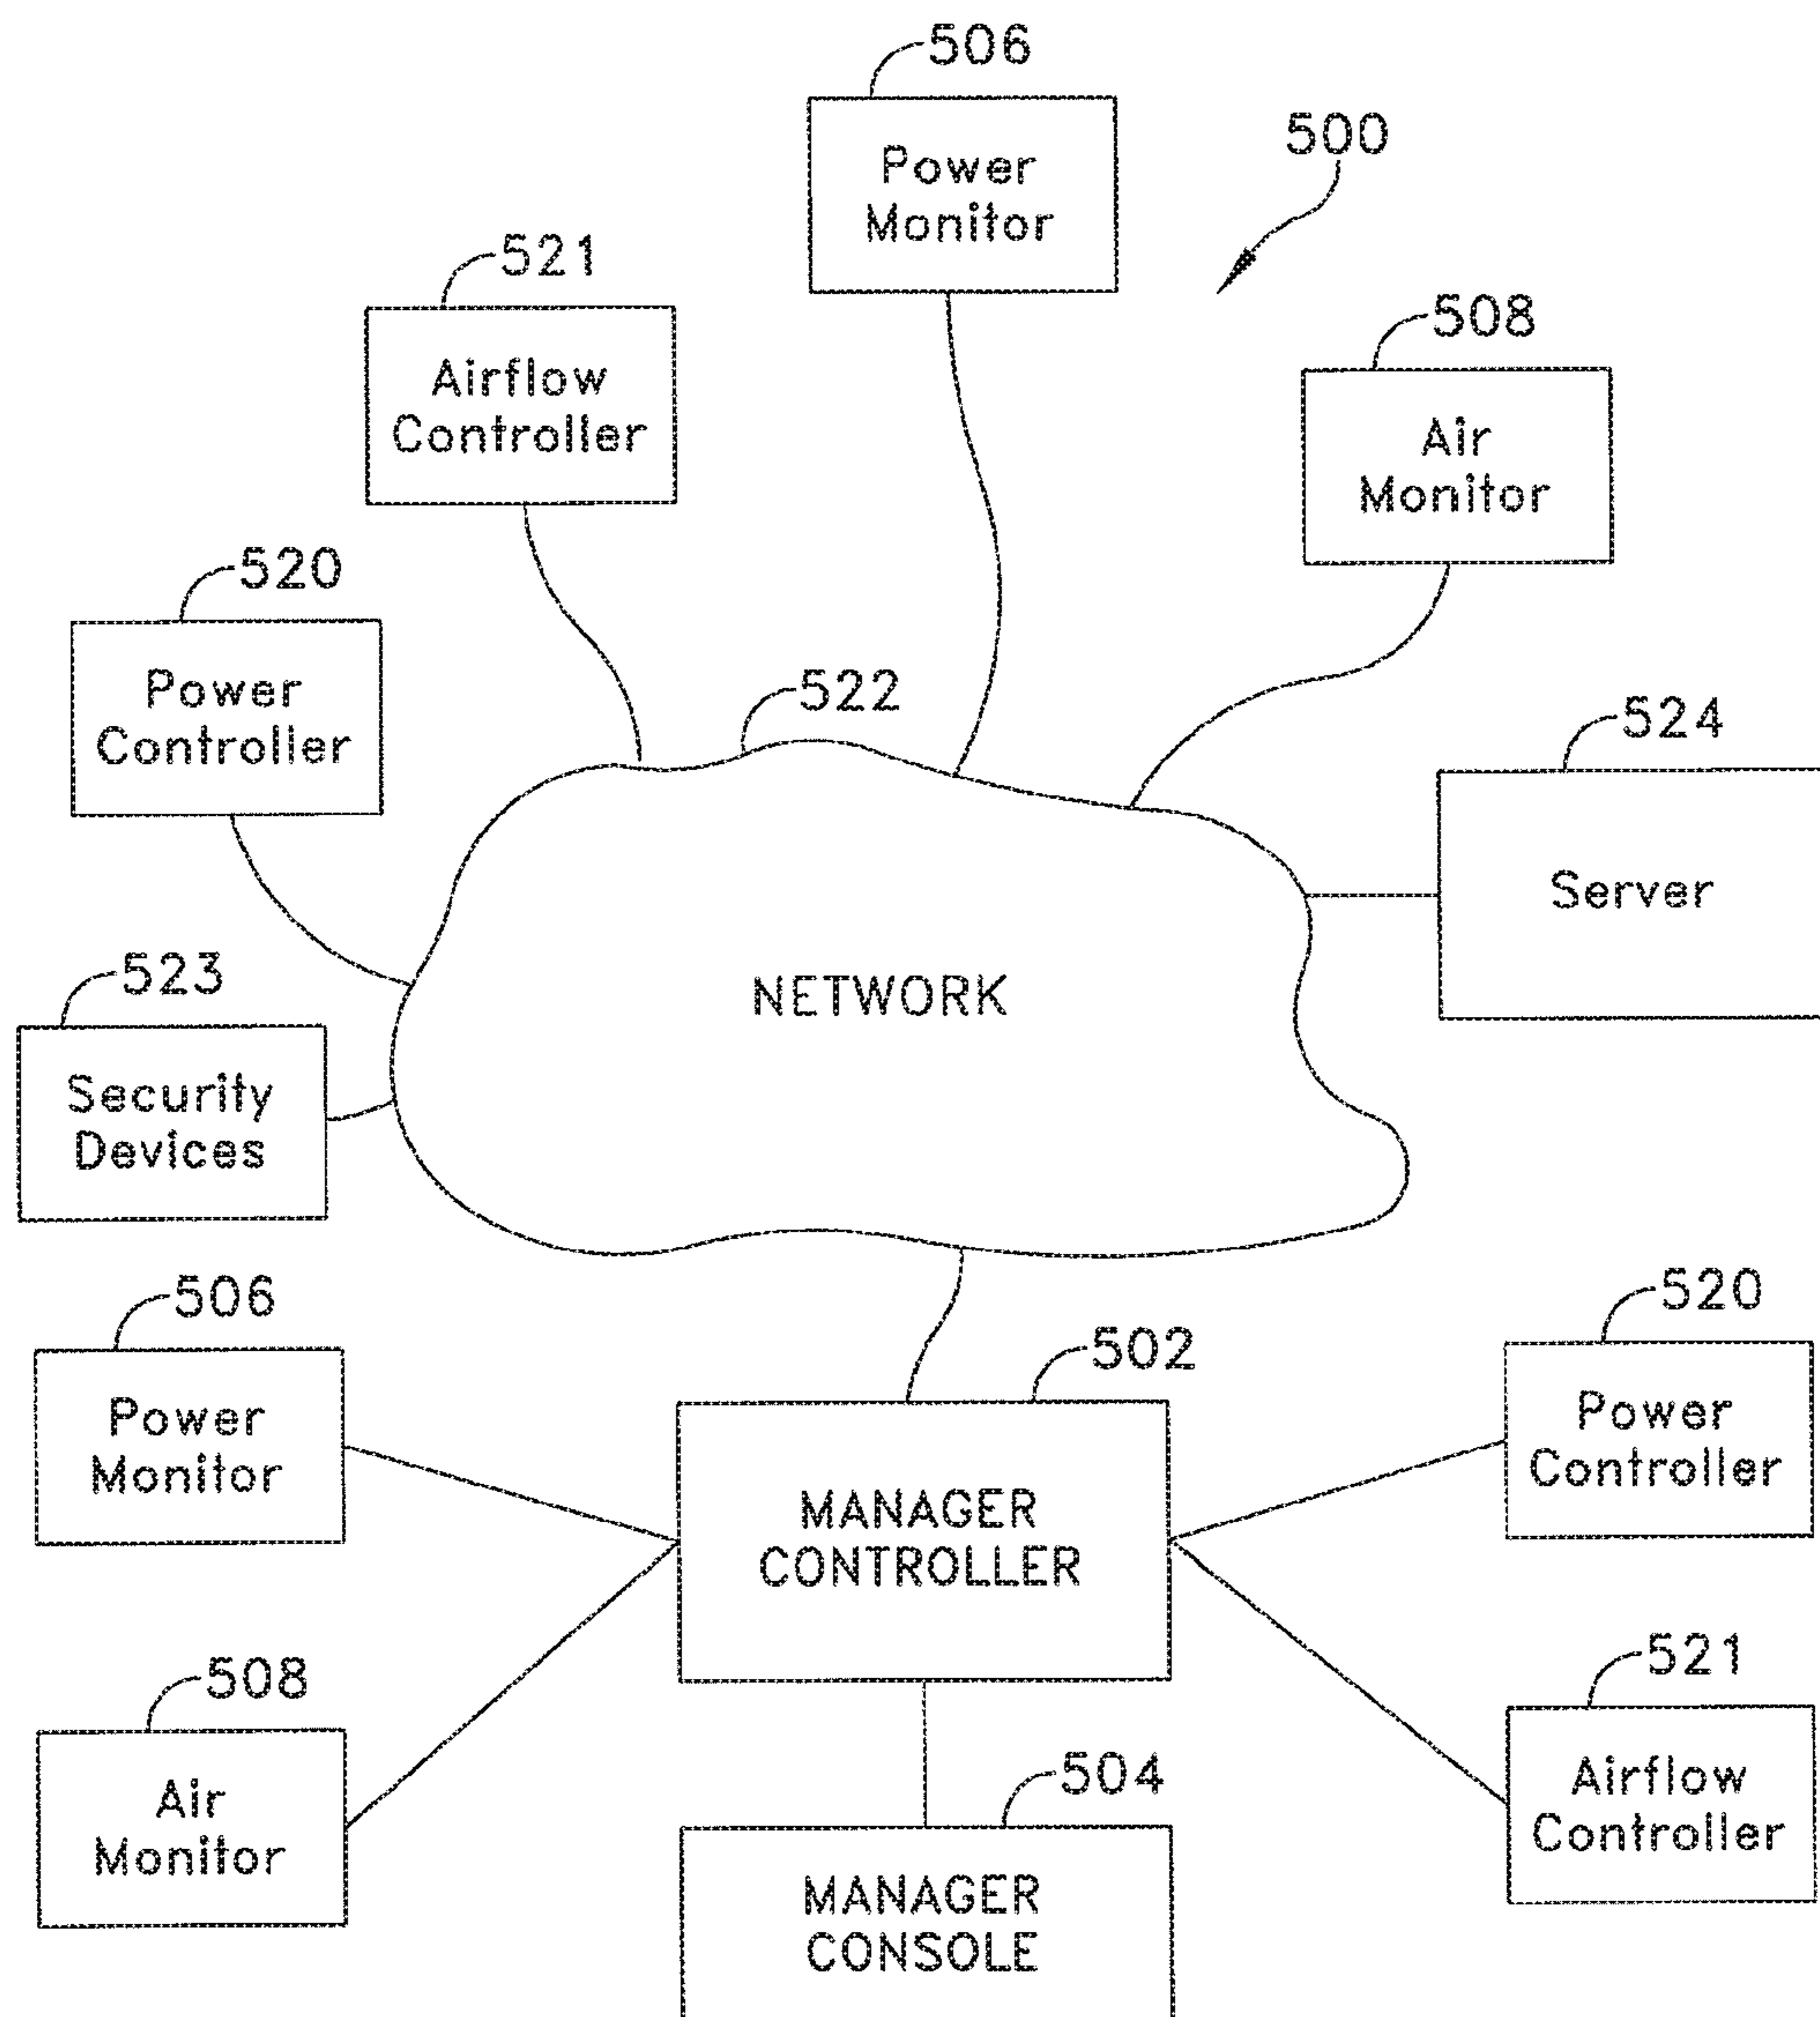 506
500
Power
Monitor
521
508
Airflow
Controller
Air
Monitor
520
522
524
Power
Controller
Server
523
NETWORK
Security
Devices
506
520
502
Power
Monitor
Power
Controller
MANAGER
CONTROLLER
508
521
504
Air
Monitor
Airflow
Controller
MANAGER
CONSOLE